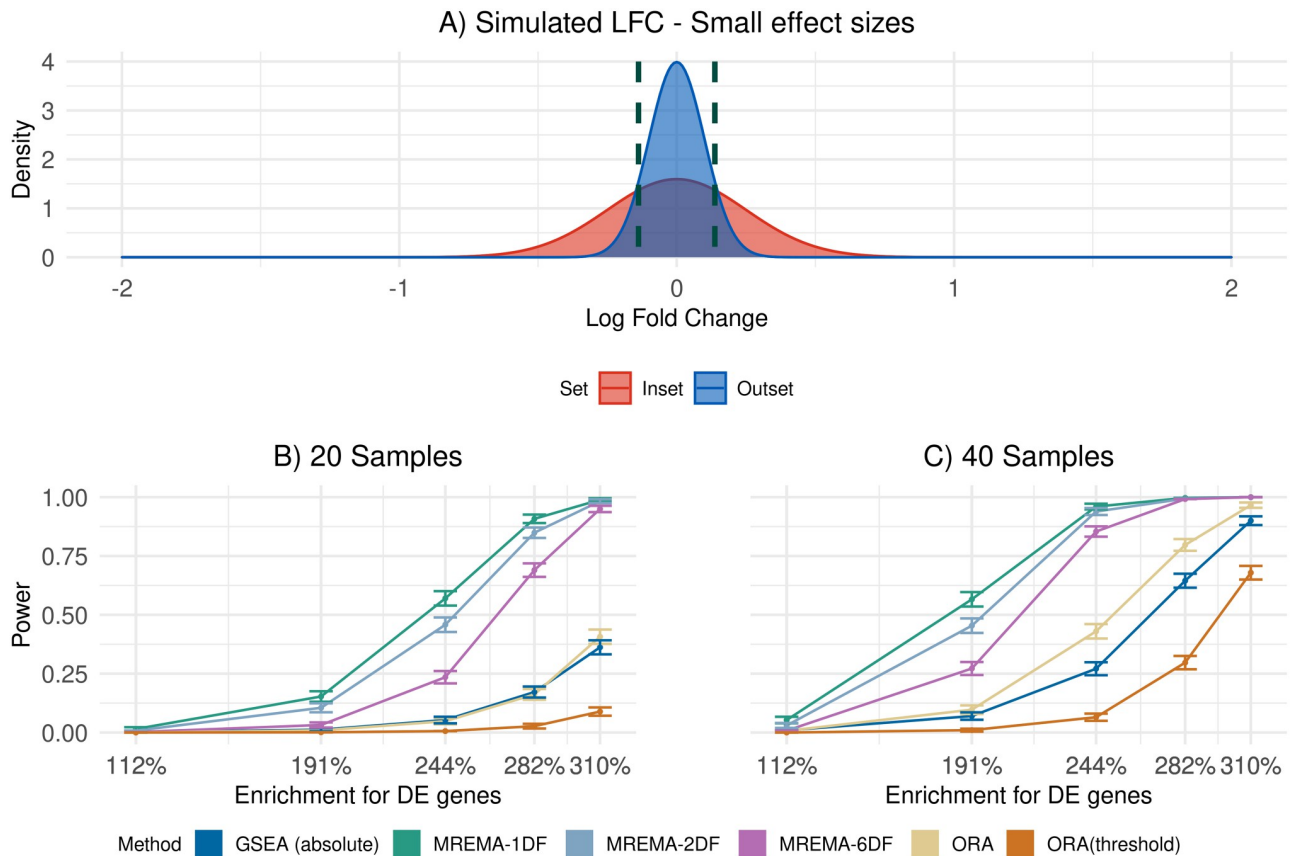 A) Simulated LFC - Small effect sizes
4
3
2
1
0
Density
-2 -1 0 1 2
Log Fold Change
Set Inset Outset
B) 20 Samples
C) 40 Samples
1.00
0.75
0.50
0.25
0.00
Power
112% 191% 244% 282% 310%
112% 191% 244% 282% 310%
Enrichment for DE genes
Enrichment for DE genes
Method GSEA (absolute) MREMA-1DF MREMA-2DF MREMA-6DF ORA ORA(threshold)